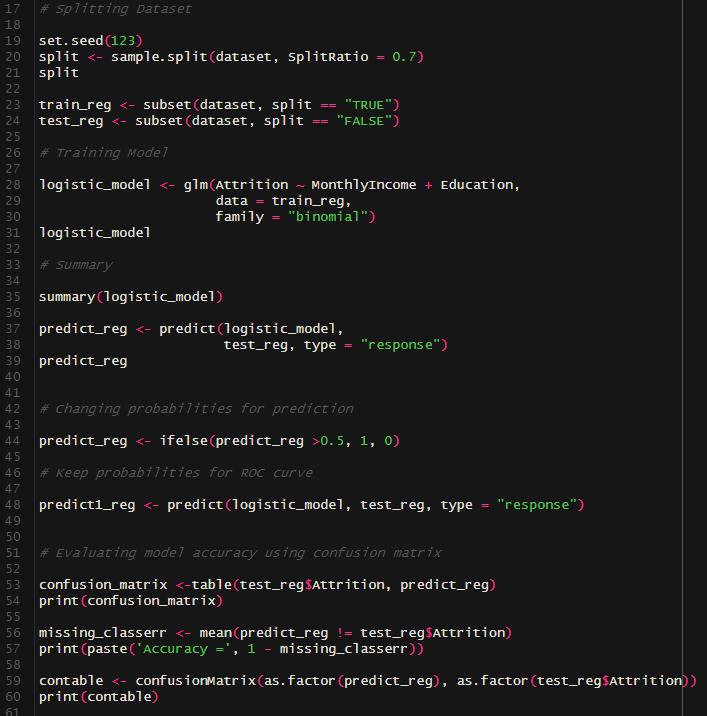 17 # Splitting Dataset
18
19 set.seed(123)
20 split <- sample.split(dataset, SplitRatio = 0.7)
21 split
22
23 train_reg <- subset(dataset, split == "TRUE")
24 test_reg <- subset(dataset, split == "FALSE")
25
26 # Training Model
27
28 logistic_model <- glm(Attrition ~ MonthlyIncome + Education,
29                       data = train_reg,
30                       family = "binomial")
31 logistic_model
32
33 # Summary
34
35 summary(logistic_model)
36
37 predict_reg <- predict(logistic_model,
38                        test_reg, type = "response")
39 predict_reg
40
41
42 # Changing probabilities for prediction
43
44 predict_reg <- ifelse(predict_reg >0.5, 1, 0)
45
46 # Keep probabilities for ROC curve
47
48 predict1_reg <- predict(logistic_model, test_reg, type = "response")
49
50
51 # Evaluating model accuracy using confusion matrix
52
53 confusion_matrix <-table(test_reg$Attrition, predict_reg)
54 print(confusion_matrix)
55
56 missing_classerr <- mean(predict_reg != test_reg$Attrition)
57 print(paste('Accuracy =', 1 - missing_classerr))
58
59 contable <- confusionMatrix(as.factor(predict_reg), as.factor(test_reg$Attrition))
60 print(contable)
61